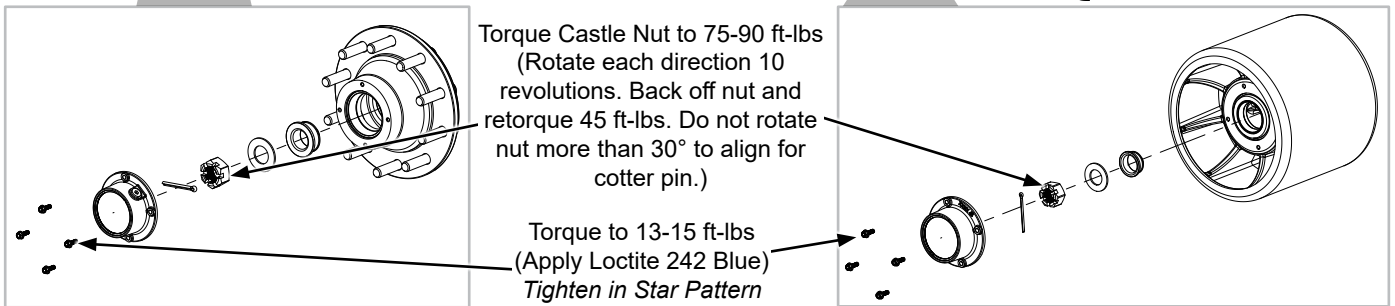 Torque Castle Nut to 75-90 ft-lbs
(Rotate each direction 10
revolutions. Back off nut and
retorque 45 ft-lbs. Do not rotate
nut more than 30° to align for
cotter pin.)
Torque to 13-15 ft-lbs
(Apply Loctite 242 Blue)
Tighten in Star Pattern